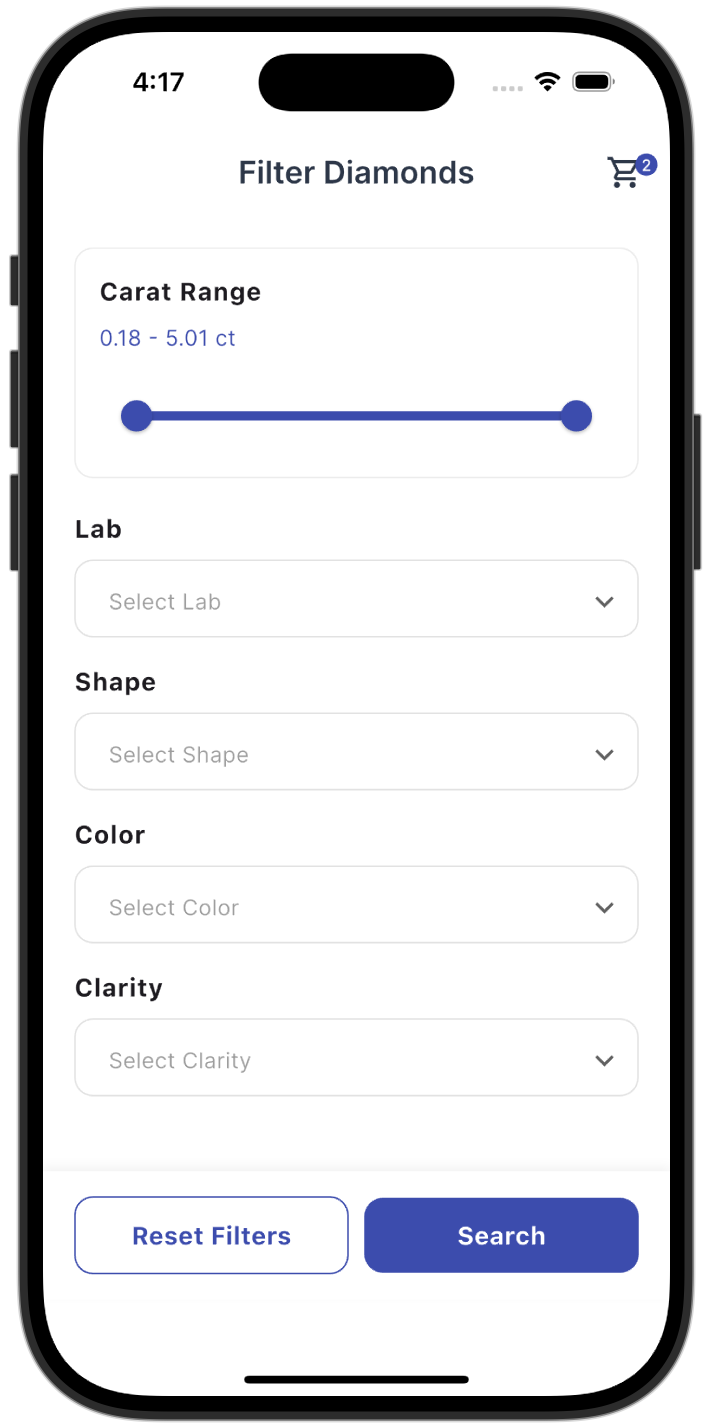 4:17
Filter Diamonds
2
Carat Range
0.18 - 5.01 ct
Lab
Select Lab
Shape
Select Shape
Color
Select Color
Clarity
Select Clarity
Reset Filters
Search